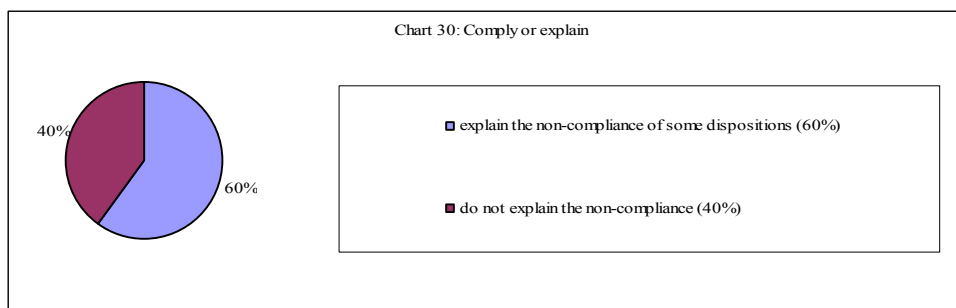 Chart 30: Comply or explain
40%
60%
explain the non-compliance of some dispositions (60%)
do not explain the non-compliance (40%)